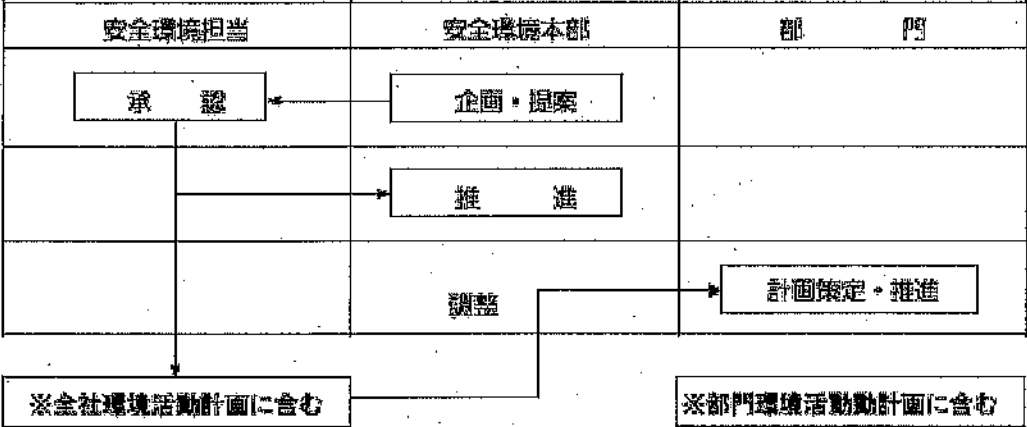 安全環境担当 安全環境本部 部 門
承 認 企画・提案
推 進
計画策定・推進
調整
※全社環境活動計画に含む ※部門環境活動動計画に含む